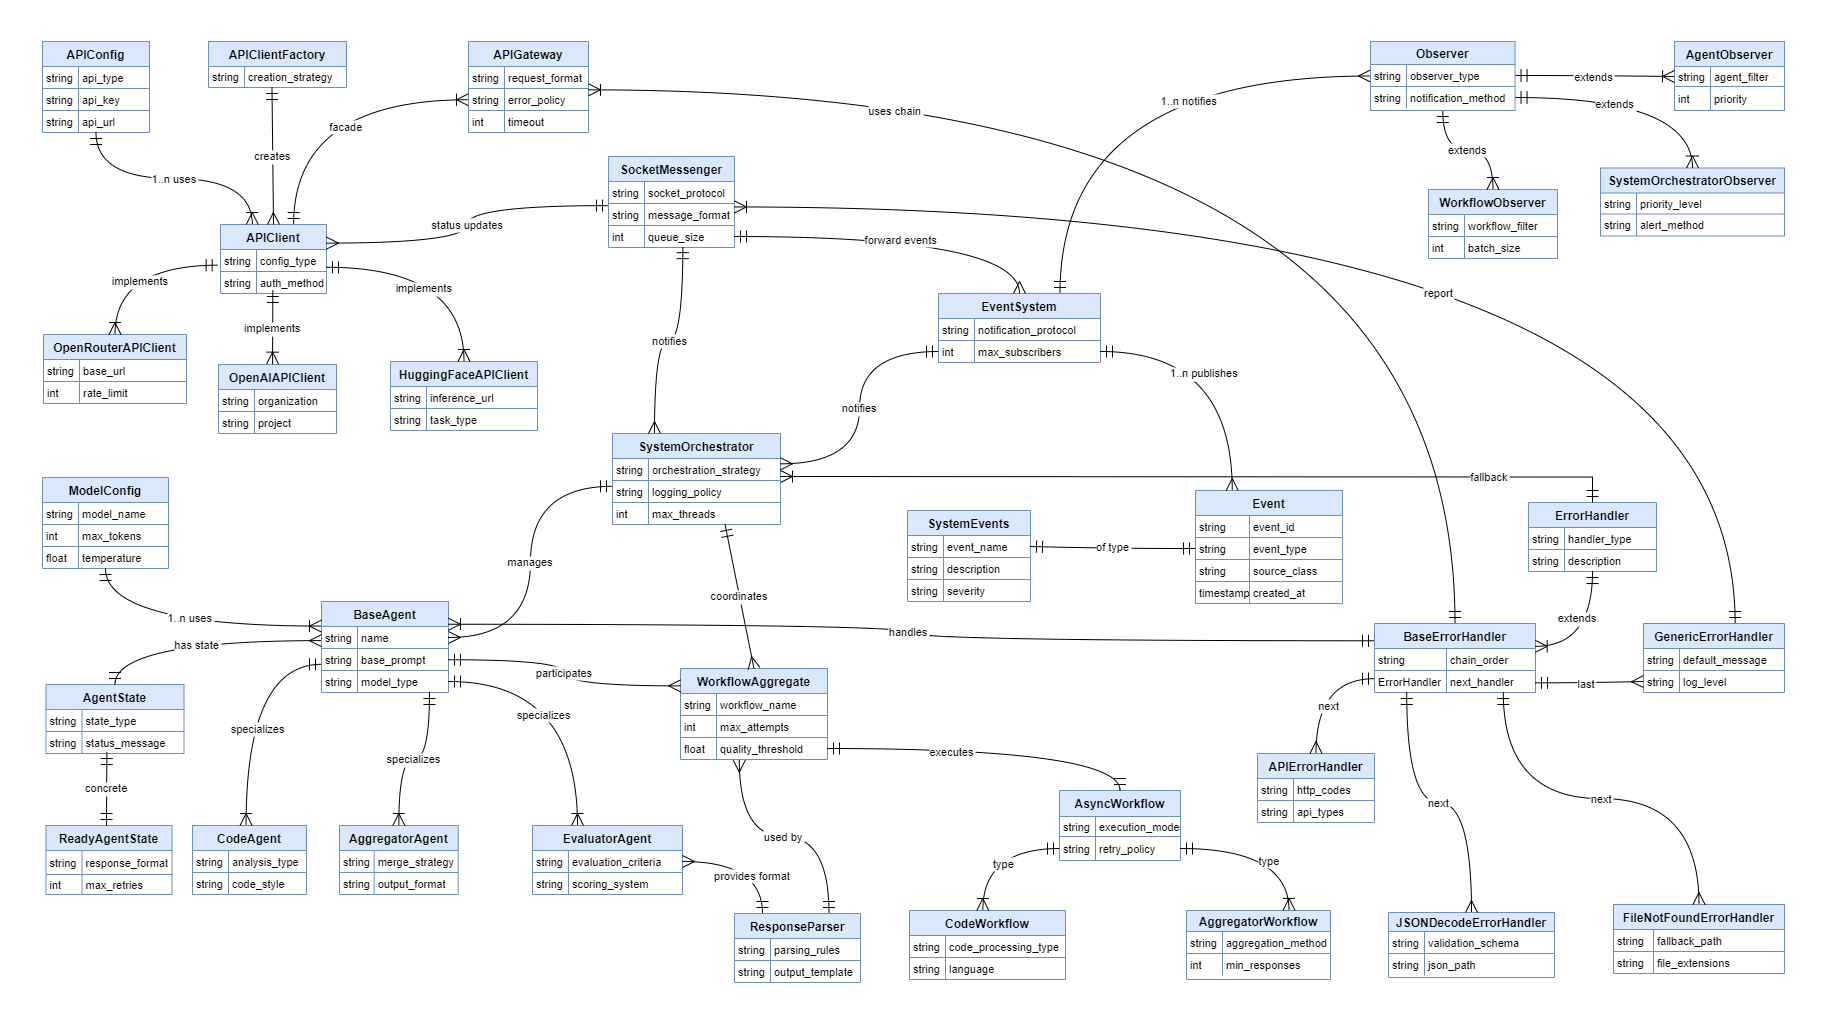 APIConfig
string api_type
string api_key
string api_url
APIClientFactory
string creation_strategy
APIGateway
string request_format
string error_policy
int timeout
Observer
string observer_type
string notification_method
AgentObserver
string agent_filter
int priority
extends
extends
extends
1..n notifies
uses chain
facade
creates
1..n uses
SocketMessenger
string socket_protocol
string message_format
int queue_size
SystemOrchestratorObserver
string priority_level
string alert_method
WorkflowObserver
string workflow_filter
int batch_size
status updates
forward events
APIClient
string config_type
string auth_method
implements
implements
implements
report
EventSystem
string notification_protocol
int max_subscribers
notifies
1..n publishes
notifies
OpenRouterAPIClient
string base_url
int rate_limit
OpenAIAPIClient
string organization
string project
HuggingFaceAPIClient
string inference_url
string task_type
SystemOrchestrator
string orchestration_strategy
string logging_policy
int max_threads
fallback
ModelConfig
string model_name
int max_tokens
float temperature
SystemEvents
string event_name
string description
string severity
of type
Event
string event_id
string event_type
string source_class
timestamp created_at
ErrorHandler
string handler_type
string description
manages
coordinates
extends
1..n uses
has state
BaseAgent
string name
string base_prompt
string model_type
handles
participates
BaseErrorHandler
string chain_order
ErrorHandler next_handler
last
GenericErrorHandler
string default_message
string log_level
AgentState
string state_type
string status_message
WorkflowAggregate
string workflow_name
int max_attempts
float quality_threshold
specializes
specializes
specializes
next
executes
concrete
APIErrorHandler
string http_codes
string api_types
next
next
AsyncWorkflow
string execution_mode
string retry_policy
ReadyAgentState
string response_format
int max_retries
CodeAgent
string analysis_type
string code_style
AggregatorAgent
string merge_strategy
string output_format
EvaluatorAgent
string evaluation_criteria
string scoring_system
used by
provides format
type
type
ResponseParser
string parsing_rules
string output_template
CodeWorkflow
string code_processing_type
string language
AggregatorWorkflow
string aggregation_method
int min_responses
JSONDecodeErrorHandler
string validation_schema
string json_path
FileNotFoundErrorHandler
string fallback_path
string file_extensions